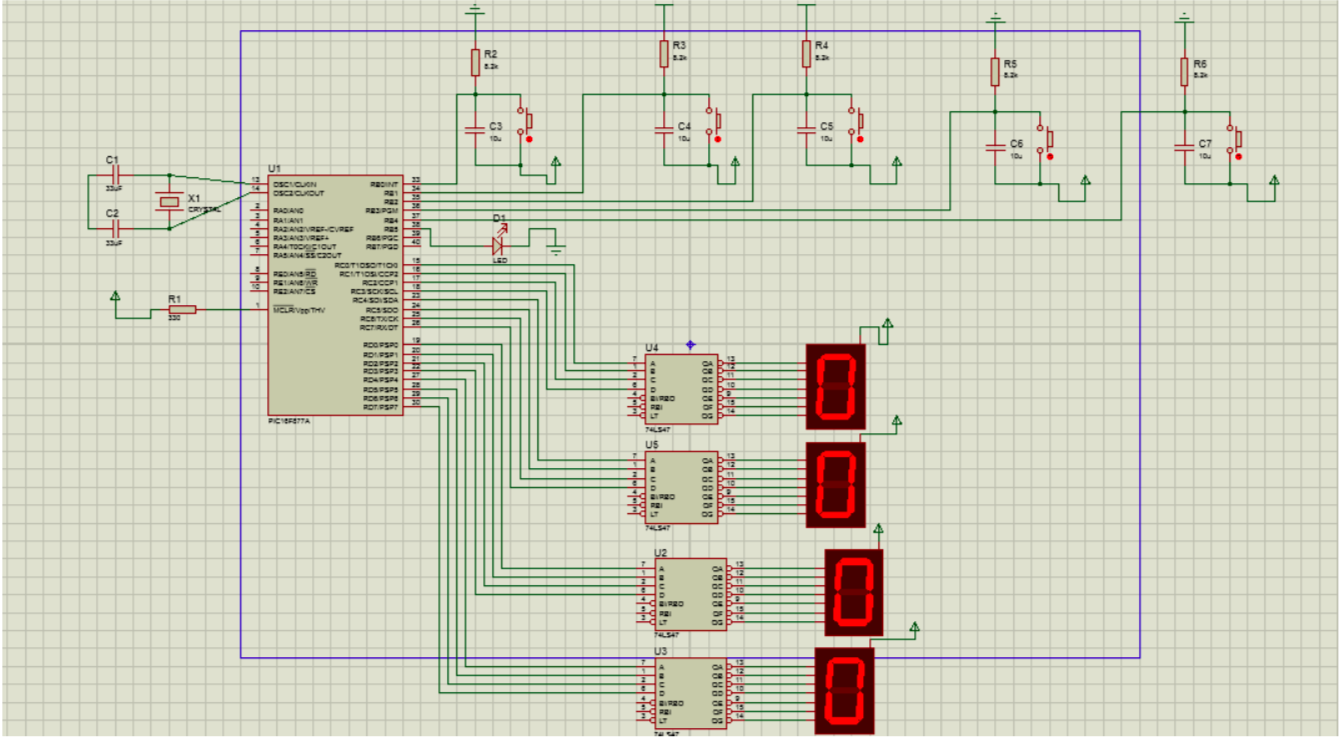 R2
8.2k
C3
10u
R3
8.2k
C4
10u
R4
8.2k
C5
10u
R5
8.2k
C6
10u
R6
8.2k
C7
10u
C1
33uF
C2
33uF
X1
CRYSTAL
R1
330
D1
LED
U1
13 OSC1/CLKIN
14 OSC2/CLKOUT
2 RA0/AN0
3 RA1/AN1
4 RA2/AN2/VREF-/CVREF
5 RA3/AN3/VREF+
6 RA4/T0CKI/C1OUT
7 RA5/AN4/SS/C2OUT
8 RE0/AN5/RD
9 RE1/AN6/WR
10 RE2/AN7/CS
1 MCLR/Vpp/THV
RB0/INT 33
RB1 34
RB2 35
RB3/PGM 36
RB4 37
RB5 38
RB6/PGC 39
RB7/PGD 40
RC0/T1OSO/T1CKI 15
RC1/T1OSI/CCP2 16
RC2/CCP1 17
RC3/SCK/SCL 18
RC4/SDI/SDA 23
RC5/SDO 24
RC6/TX/CK 25
RC7/RX/DT 26
RD0/PSP0 19
RD1/PSP1 20
RD2/PSP2 21
RD3/PSP3 22
RD4/PSP4 27
RD5/PSP5 28
RD6/PSP6 29
RD7/PSP7 30
PIC16F877A
U4
7 A QA 13
1 B QB 12
2 C QC 11
6 D QD 10
4 BI/RBO QE 9
5 RBI QF 15
3 LT QG 14
74LS47
0
U5
7 A QA 13
1 B QB 12
2 C QC 11
6 D QD 10
4 BI/RBO QE 9
5 RBI QF 15
3 LT QG 14
74LS47
0
U2
7 A QA 13
1 B QB 12
2 C QC 11
6 D QD 10
4 BI/RBO QE 9
5 RBI QF 15
3 LT QG 14
74LS47
0
U3
7 A QA 13
1 B QB 12
2 C QC 11
6 D QD 10
4 BI/RBO QE 9
5 RBI QF 15
3 LT QG 14
74LS47
0